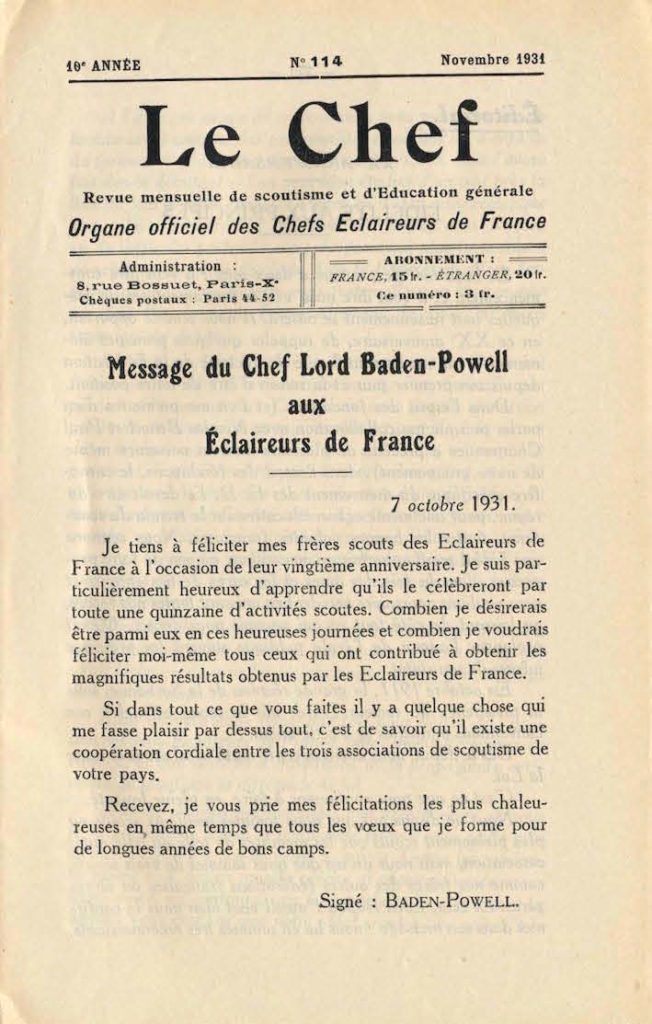 10e ANNÉE N° 114 Novembre 1931
Le Chef
Revue mensuelle de scoutisme et d'Education générale
Organe officiel des Chefs Eclaireurs de France
Administration :
8, rue Bossuet, Paris-Xe
Chèques postaux : Paris 44-52
ABONNEMENT :
FRANCE, 15 fr. - ÉTRANGER, 20 fr.
Ce numéro : 3 fr.
Message du Chef Lord Baden-Powell
aux
Éclaireurs de France
7 octobre 1931.
Je tiens à féliciter mes frères scouts des Eclaireurs de
France à l'occasion de leur vingtième anniversaire. Je suis par-
ticulièrement heureux d'apprendre qu'ils le célèbreront par
toute une quinzaine d'activités scoutes. Combien je désirerais
être parmi eux en ces heureuses journées et combien je voudrais
féliciter moi-même tous ceux qui ont contribué à obtenir les
magnifiques résultats obtenus par les Eclaireurs de France.
Si dans tout ce que vous faites il y a quelque chose qui
me fasse plaisir par dessus tout, c'est de savoir qu'il existe une
coopération cordiale entre les trois associations de scoutisme de
votre pays.
Recevez, je vous prie mes félicitations les plus chaleu-
reuses en même temps que tous les vœux que je forme pour
de longues années de bons camps.
Signé : BADEN-POWELL.